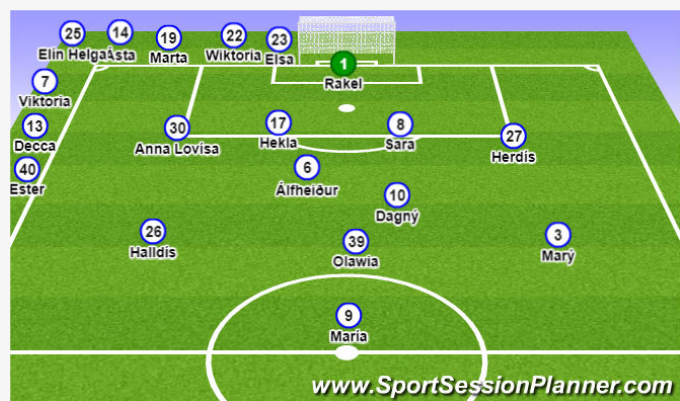 25
Elín Helga
14
Ásta
19
Marta
22
Wiktoria
23
Elsa
1
Rakel
7
Viktoria
13
Decca
40
Ester
30
Anna Lovísa
17
Hekla
8
Sara
27
Herdís
6
Álfheiður
10
Dagný
26
Halldís
39
Olawia
3
Marý
9
María
www.SportSessionPlanner.com